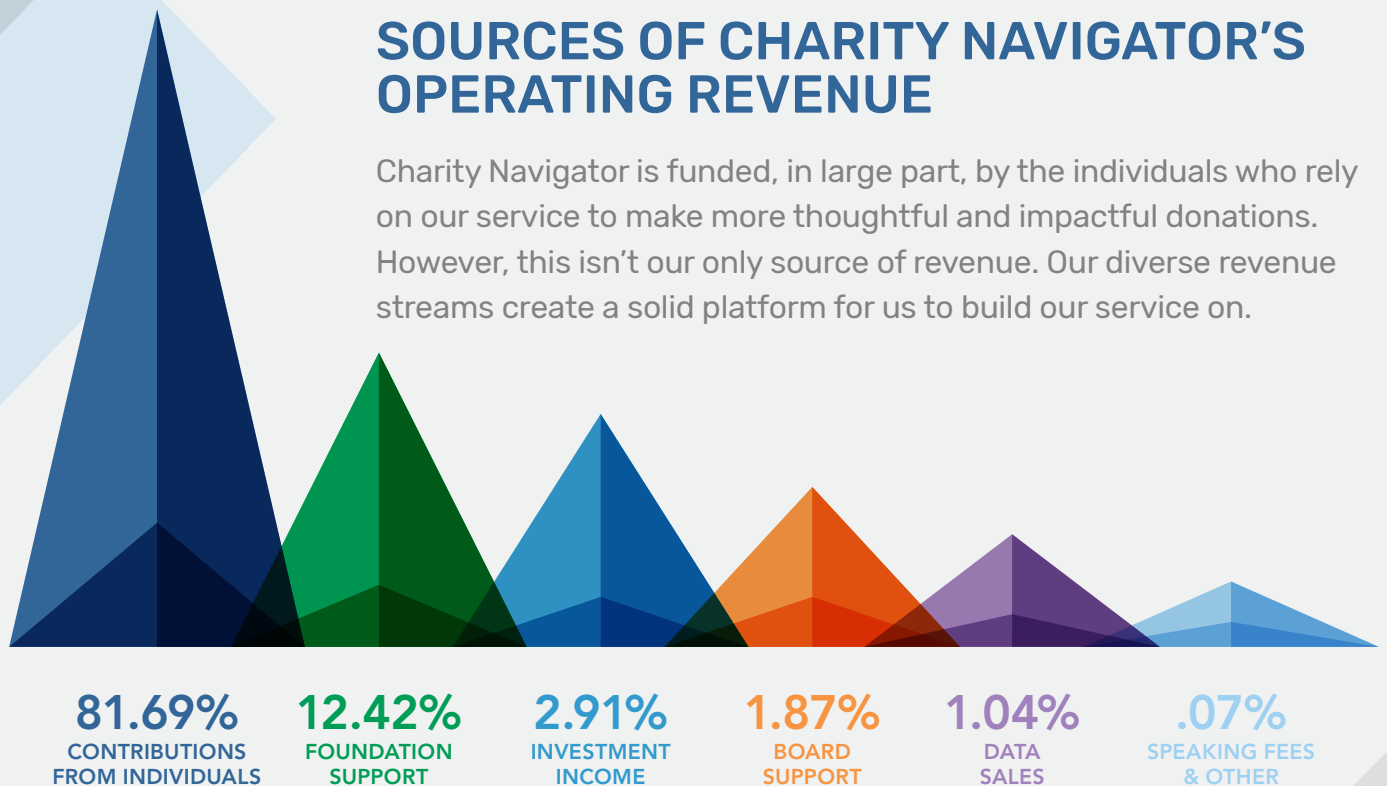 SOURCES OF CHARITY NAVIGATOR’S
OPERATING REVENUE
Charity Navigator is funded, in large part, by the individuals who rely
on our service to make more thoughtful and impactful donations.
However, this isn’t our only source of revenue. Our diverse revenue
streams create a solid platform for us to build our service on.
81.69%
CONTRIBUTIONS
FROM INDIVIDUALS
12.42%
FOUNDATION
SUPPORT
2.91%
INVESTMENT
INCOME
1.87%
BOARD
SUPPORT
1.04%
DATA
SALES
.07%
SPEAKING FEES
& OTHER